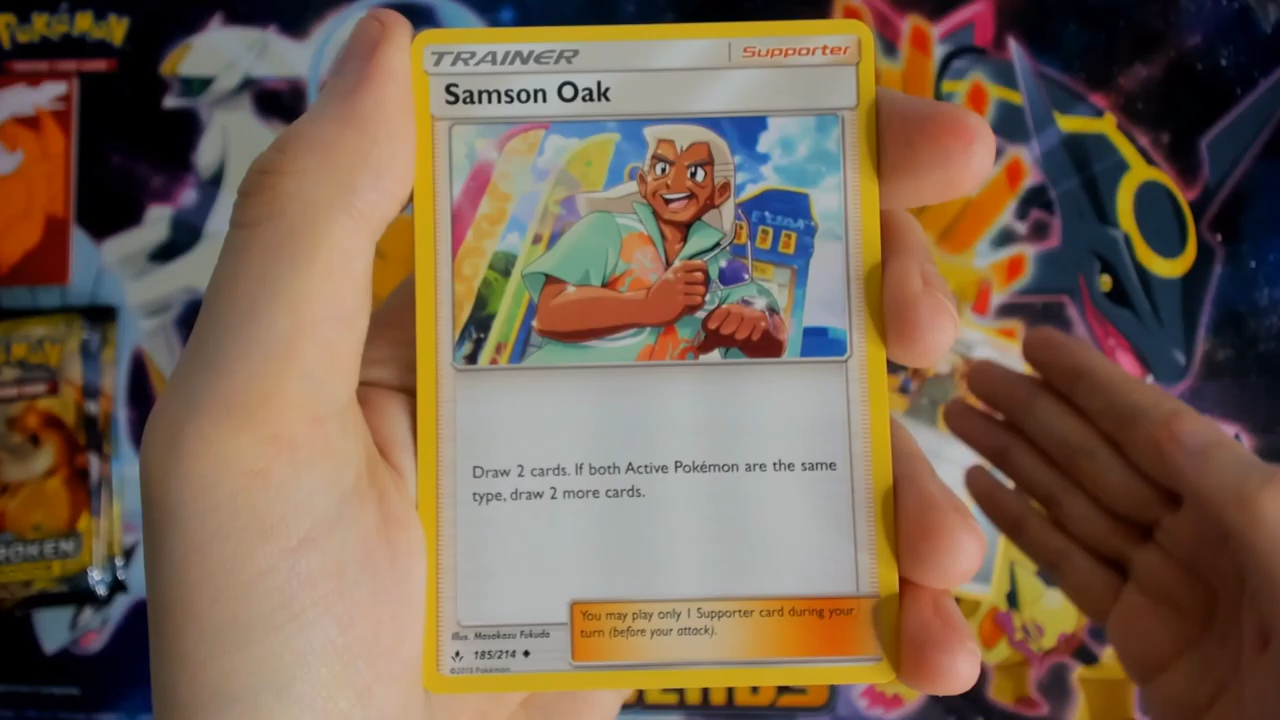 POKÉMON
TRAINER
Supporter
Samson Oak
Draw 2 cards. If both Active Pokémon are the same
type, draw 2 more cards.
You may play only 1 Supporter card during your
turn (before your attack).
Illus. Masakazu Fukuda
185/214
©2019 Pokémon